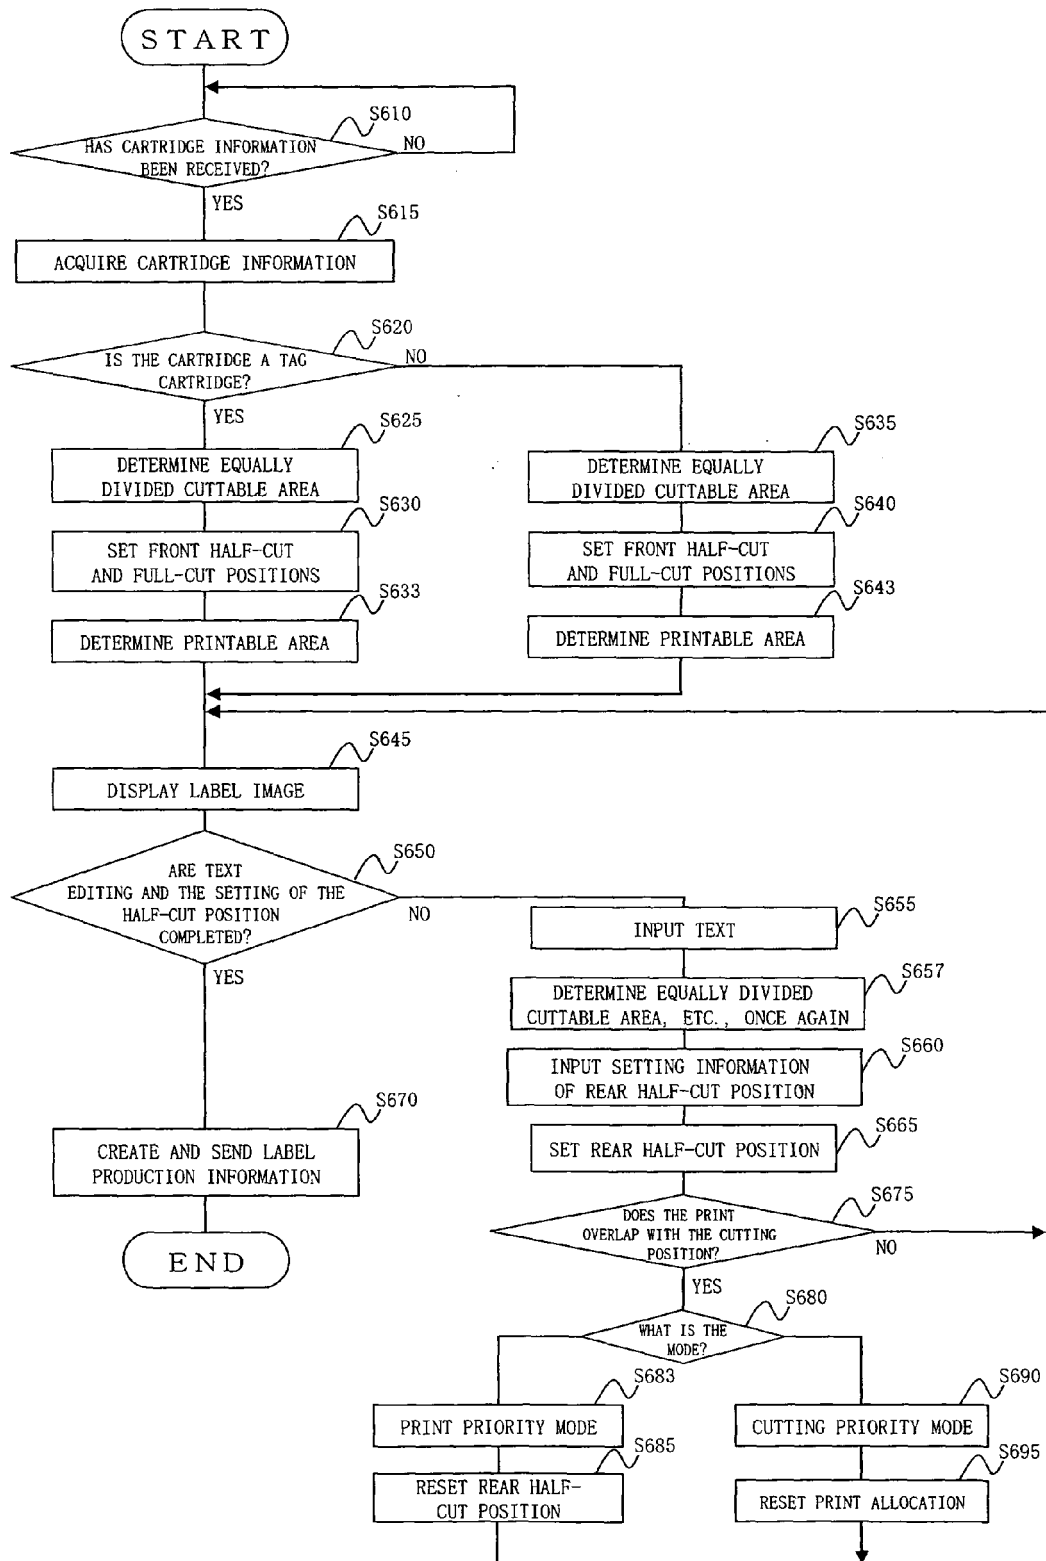 START
S610
HAS CARTRIDGE INFORMATION
BEEN RECEIVED?
NO
YES
S615
ACQUIRE CARTRIDGE INFORMATION
S620
IS THE CARTRIDGE A TAG
CARTRIDGE?
NO
YES
S625
DETERMINE EQUALLY
DIVIDED CUTTABLE AREA
S630
SET FRONT HALF-CUT
AND FULL-CUT POSITIONS
S633
DETERMINE PRINTABLE AREA
S635
DETERMINE EQUALLY
DIVIDED CUTTABLE AREA
S640
SET FRONT HALF-CUT
AND FULL-CUT POSITIONS
S643
DETERMINE PRINTABLE AREA
S645
DISPLAY LABEL IMAGE
S650
ARE TEXT
EDITING AND THE SETTING OF THE
HALF-CUT POSITION
COMPLETED?
NO
YES
S670
CREATE AND SEND LABEL
PRODUCTION INFORMATION
END
S655
INPUT TEXT
S657
DETERMINE EQUALLY DIVIDED
CUTTABLE AREA, ETC., ONCE AGAIN
S660
INPUT SETTING INFORMATION
OF REAR HALF-CUT POSITION
S665
SET REAR HALF-CUT POSITION
S675
DOES THE PRINT
OVERLAP WITH THE CUTTING
POSITION?
NO
YES
S680
WHAT IS THE
MODE?
S683
PRINT PRIORITY MODE
S685
RESET REAR HALF-
CUT POSITION
S690
CUTTING PRIORITY MODE
S695
RESET PRINT ALLOCATION